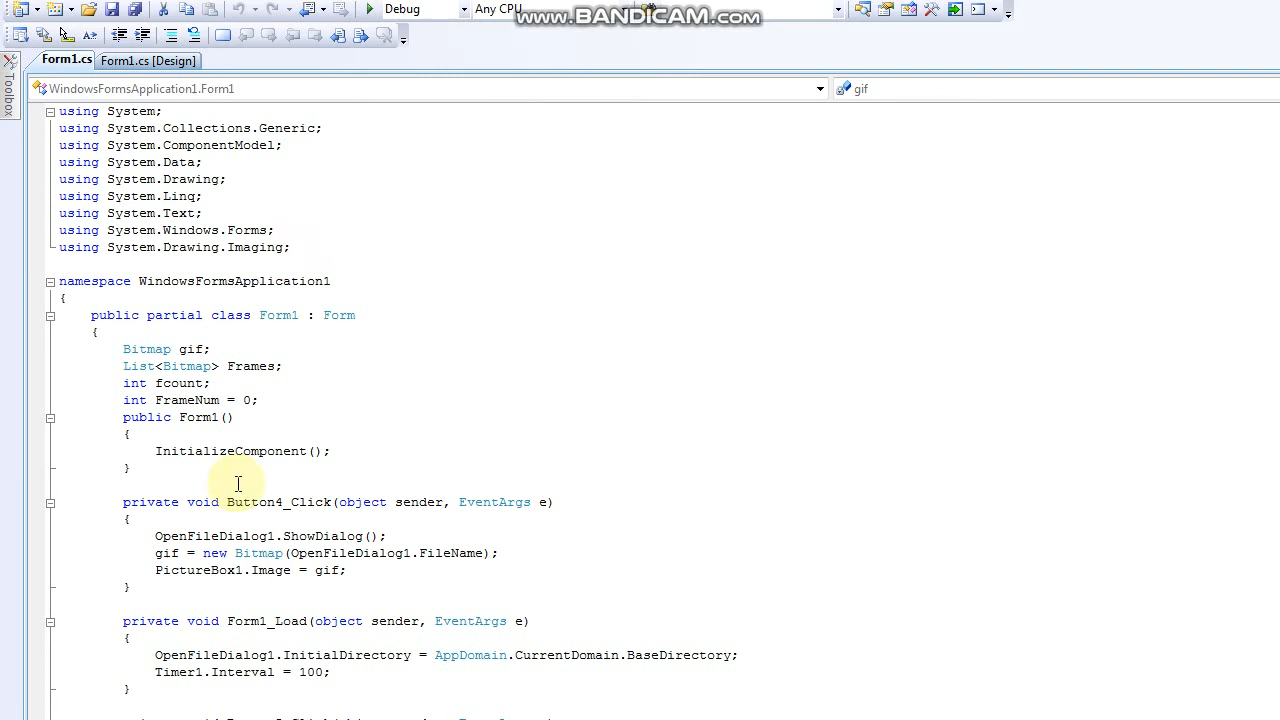 Debug
Any CPU
www.BANDICAM.com
Form1.cs
Form1.cs [Design]
Toolbox
WindowsFormsApplication1.Form1
gif
using System;
using System.Collections.Generic;
using System.ComponentModel;
using System.Data;
using System.Drawing;
using System.Linq;
using System.Text;
using System.Windows.Forms;
using System.Drawing.Imaging;
namespace WindowsFormsApplication1
{
public partial class Form1 : Form
{
Bitmap gif;
List<Bitmap> Frames;
int fcount;
int FrameNum = 0;
public Form1()
{
InitializeComponent();
}
private void Button4_Click(object sender, EventArgs e)
{
OpenFileDialog1.ShowDialog();
gif = new Bitmap(OpenFileDialog1.FileName);
PictureBox1.Image = gif;
}
private void Form1_Load(object sender, EventArgs e)
{
OpenFileDialog1.InitialDirectory = AppDomain.CurrentDomain.BaseDirectory;
Timer1.Interval = 100;
}